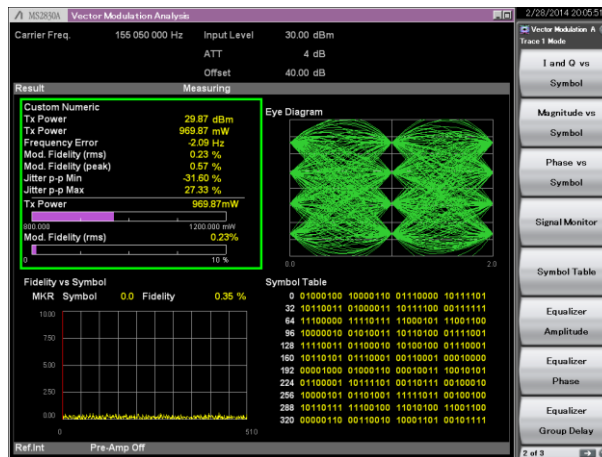 MS2830A Vector Modulation Analysis
2/28/2014 20:05:51
Carrier Freq. 155 050 000 Hz Input Level 30.00 dBm
ATT 4 dB
Offset 40.00 dB
Result Measuring
Custom Numeric
Tx Power 29.87 dBm
Tx Power 969.87 mW
Frequency Error -2.09 Hz
Mod. Fidelity (rms) 0.23 %
Mod. Fidelity (peak) 0.57 %
Jitter p-p Min -31.60 %
Jitter p-p Max 27.33 %
Tx Power 969.87mW
800.008 1200.000 mW
Mod. Fidelity (rms) 0.23%
0 10 %
Eye Diagram
0.0 2.0
Fidelity vs Symbol
MKR Symbol 0.0 Fidelity 0.35 %
10.00
7.50
5.00
2.50
0.00
0 510
Symbol Table
0 01000100 10000110 01110000 10111101
32 10110011 01000011 10111100 00111111
64 11100000 11110111 11000101 11001100
96 10000010 01010011 10110100 01113001
128 11110011 01100010 10100100 01110001
160 10110101 01110001 00110001 00010000
192 00001000 01000110 00010011 10010101
224 01100001 10111101 00110111 00100010
256 10000101 01101001 11111011 00100100
288 10110111 11100100 11010100 11001100
320 00000110 00110010 10001101 00101111
Ref.Int Pre-Amp Off
Vector Modulation A
Trace 1 Mode
I and Q vs
Symbol
Magnitude vs
Symbol
Phase vs
Symbol
Signal Monitor
Symbol Table
Equalizer
Amplitude
Equalizer
Phase
Equalizer
Group Delay
2 of 3